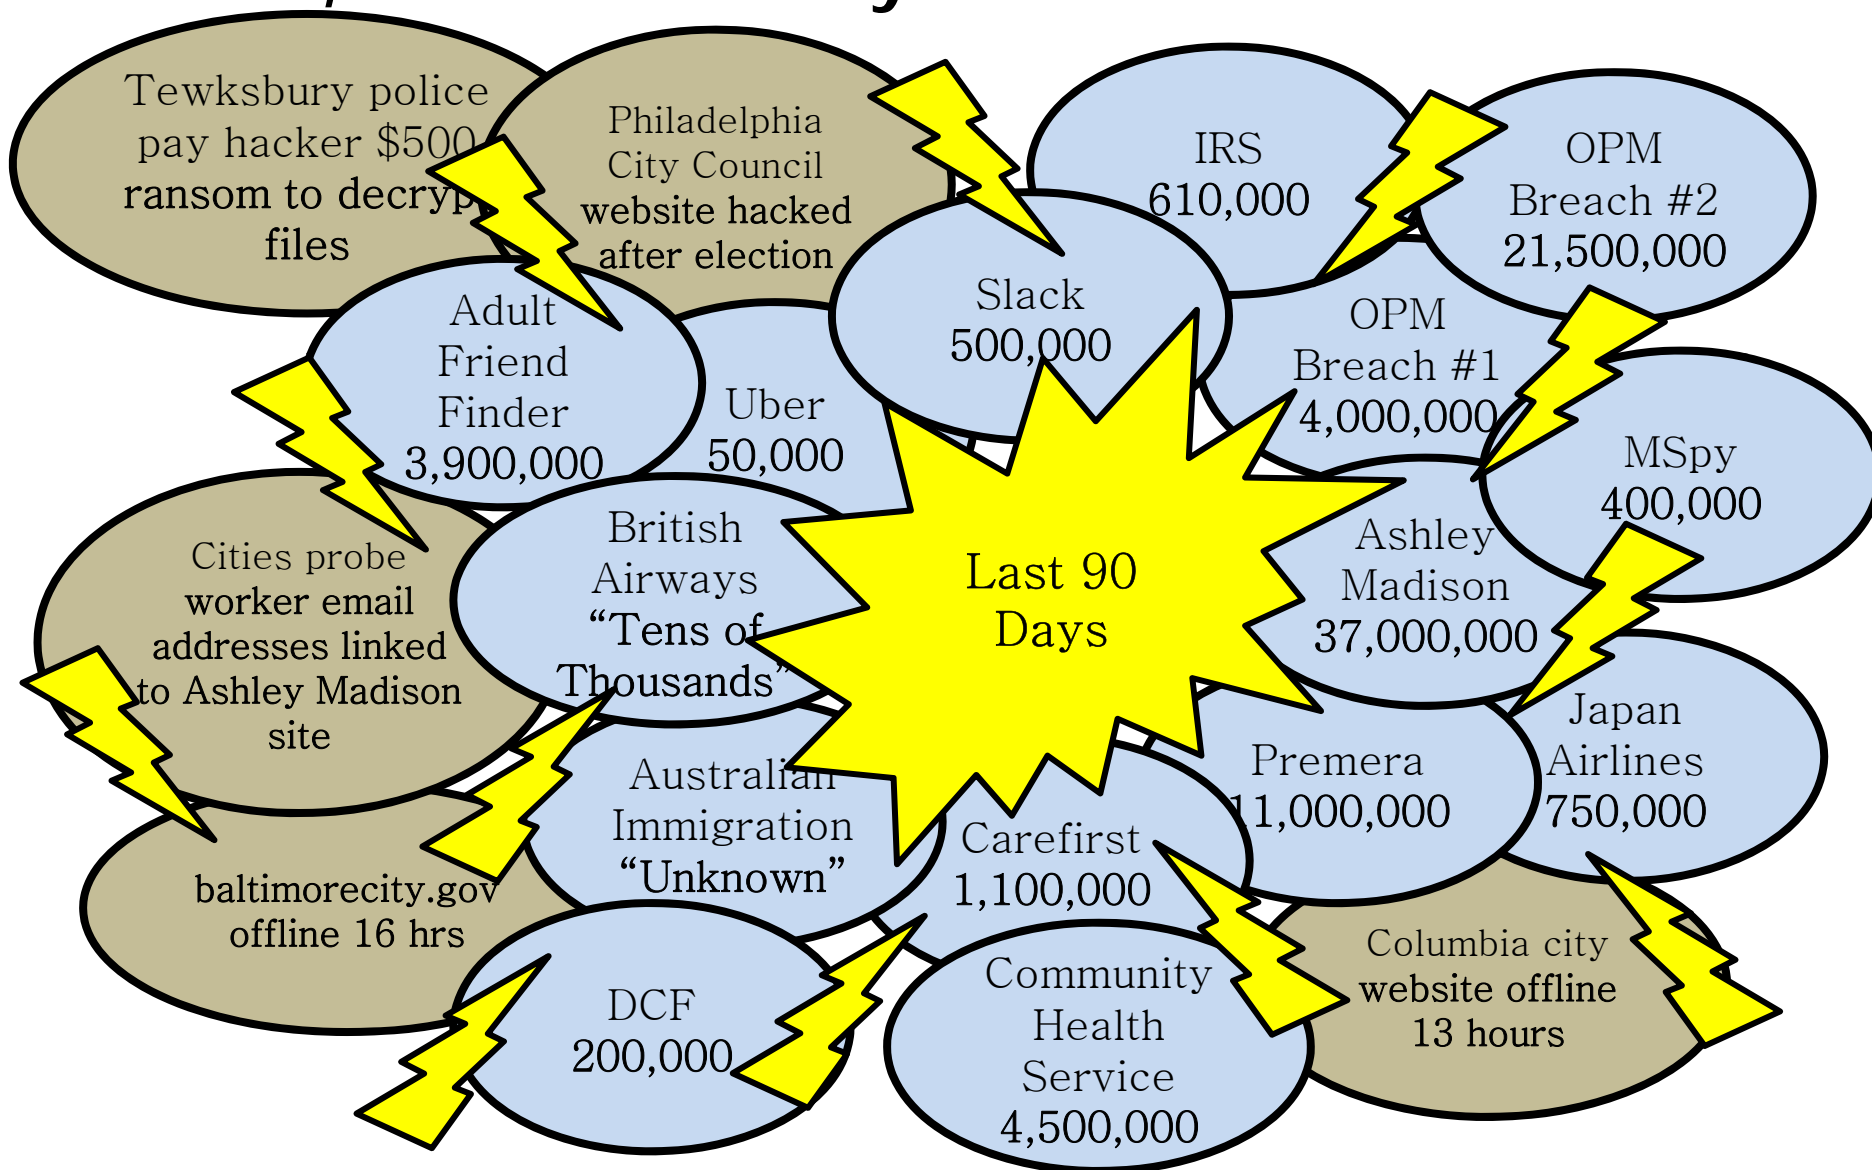 Tewksbury police
pay hacker $500
ransom to decrypt
files
Philadelphia
City Council
website hacked
after election
IRS
610,000
OPM
Breach #2
21,500,000
Slack
500,000
OPM
Breach #1
4,000,000
Adult
Friend
Finder
3,900,000
Uber
50,000
MSpy
400,000
Cities probe
worker email
addresses linked
to Ashley Madison
site
British
Airways
“Tens of
Thousands”
Last 90
Days
Ashley
Madison
37,000,000
Japan
Airlines
750,000
Premera
11,000,000
Australian
Immigration
“Unknown”
Carefirst
1,100,000
baltimorecity.gov
offline 16 hrs
DCF
200,000
Community
Health
Service
4,500,000
Columbia city
website offline
13 hours